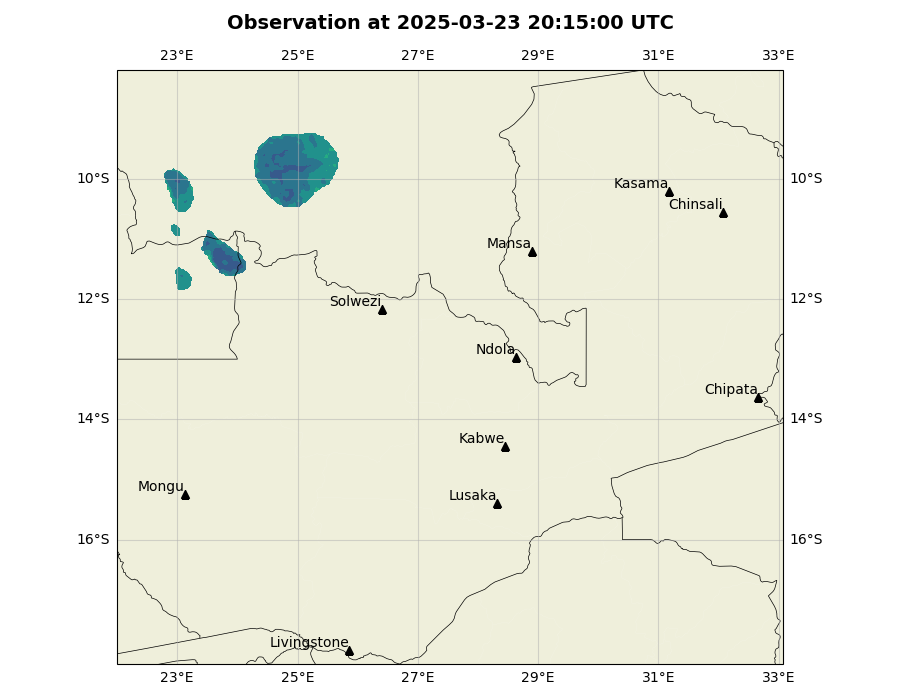 Observation at 2025-03-23 20:15:00 UTC
23°E 25°E 27°E 29°E 31°E 33°E
10°S 10°S
Kasama
Chinsali
Mansa
12°S 12°S
Solwezi
Ndola
Chipata
14°S 14°S
Kabwe
Mongu
Lusaka
16°S 16°S
Livingstone
23°E 25°E 27°E 29°E 31°E 33°E